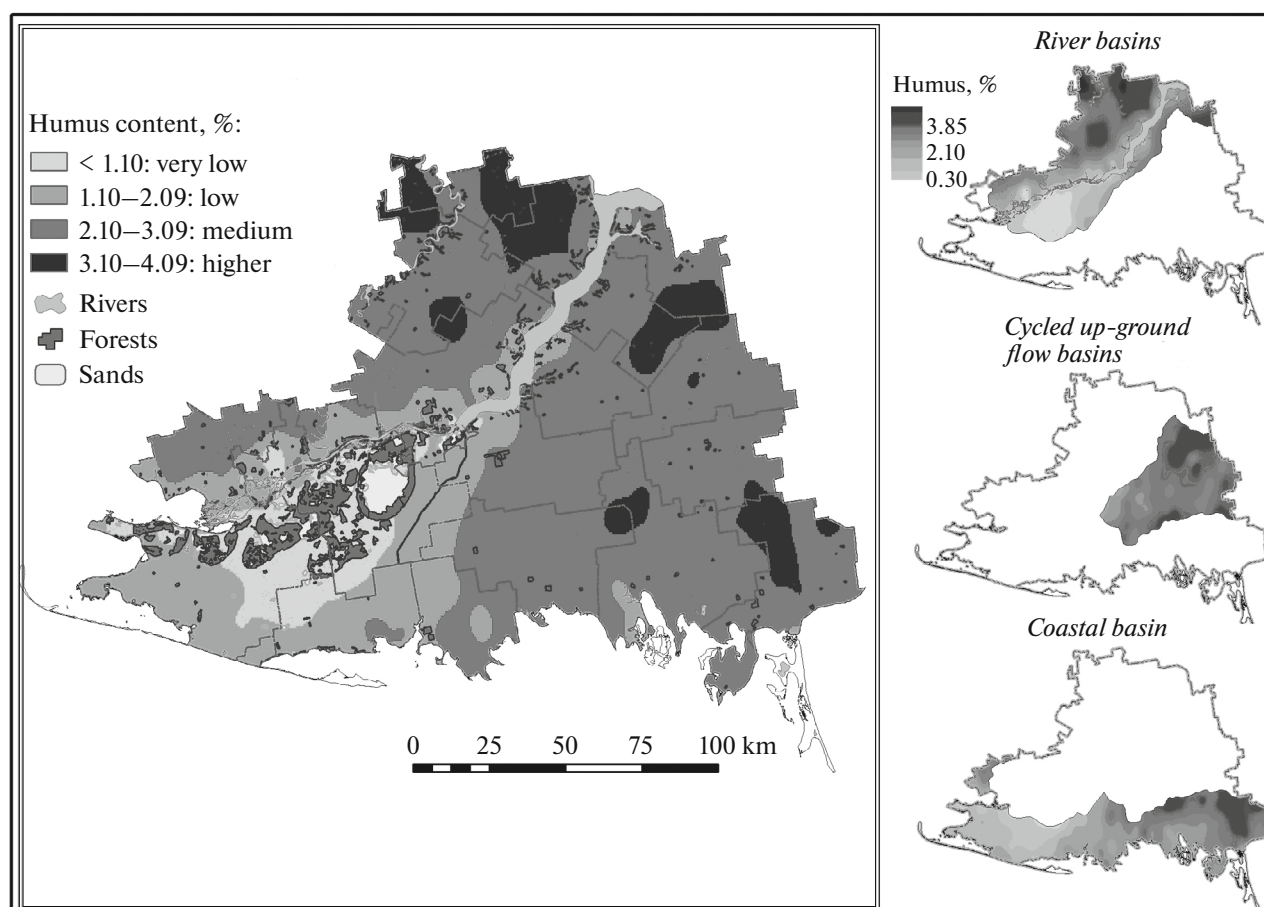 Humus content, %:
< 1.10: very low
1.10–2.09: low
2.10–3.09: medium
3.10–4.09: higher
Rivers
Forests
Sands
0 25 50 75 100 km
River basins
Humus, %
3.85
2.10
0.30
Cycled up-ground
flow basins
Coastal basin